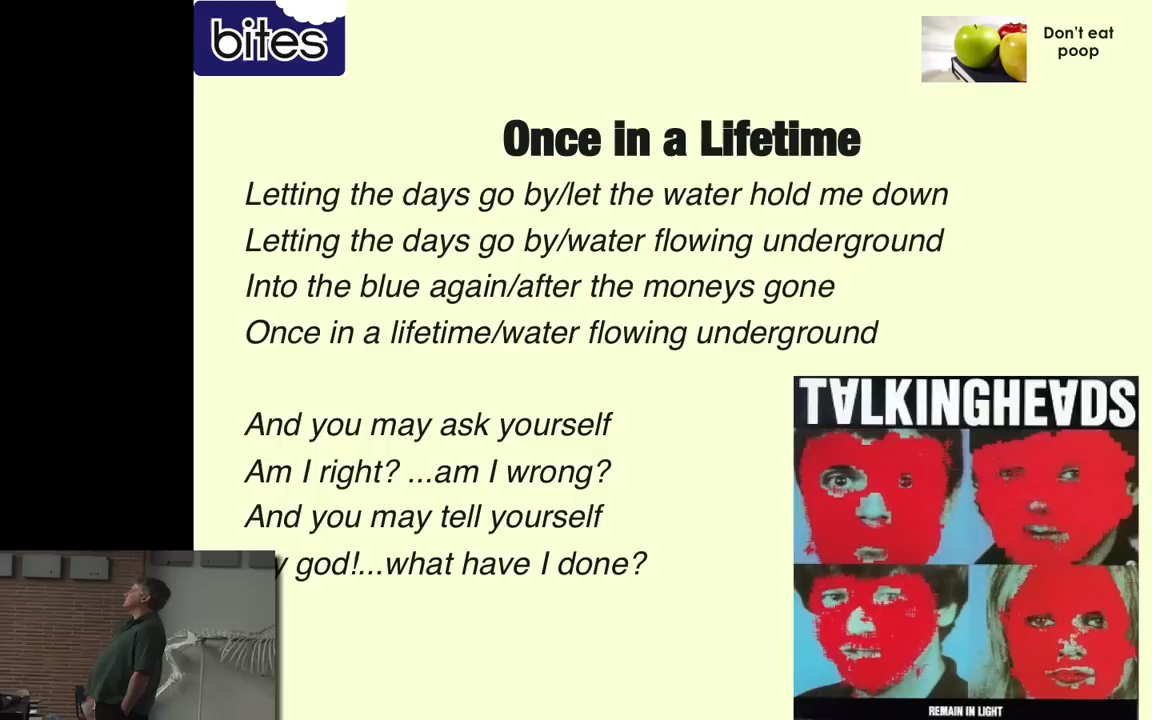 bites
Don't eat
poop
Once in a Lifetime
Letting the days go by/let the water hold me down
Letting the days go by/water flowing underground
Into the blue again/after the moneys gone
Once in a lifetime/water flowing underground
And you may ask yourself
Am I right? ...am I wrong?
And you may tell yourself
y god!...what have I done?
TALKINGHEADS
REMAIN IN LIGHT